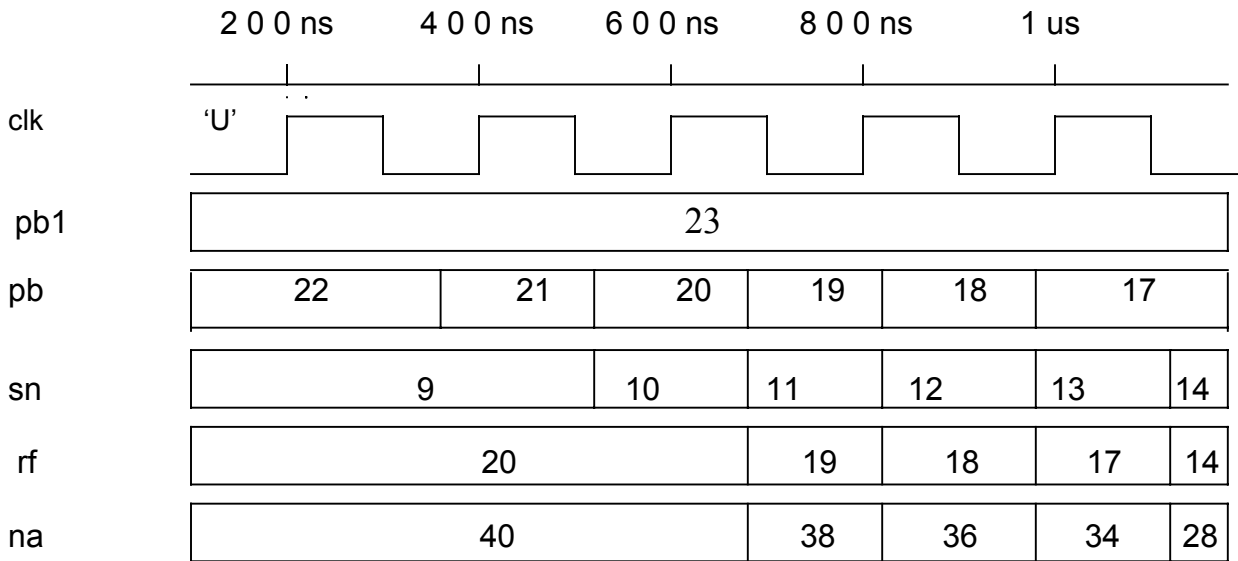 2 0 0 ns 4 0 0 ns 6 0 0 ns 8 0 0 ns 1 us
clk ‘U’
pb1 23
pb 22 21 20 19 18 17
sn 9 10 11 12 13 14
rf 20 19 18 17 14
na 40 38 36 34 28